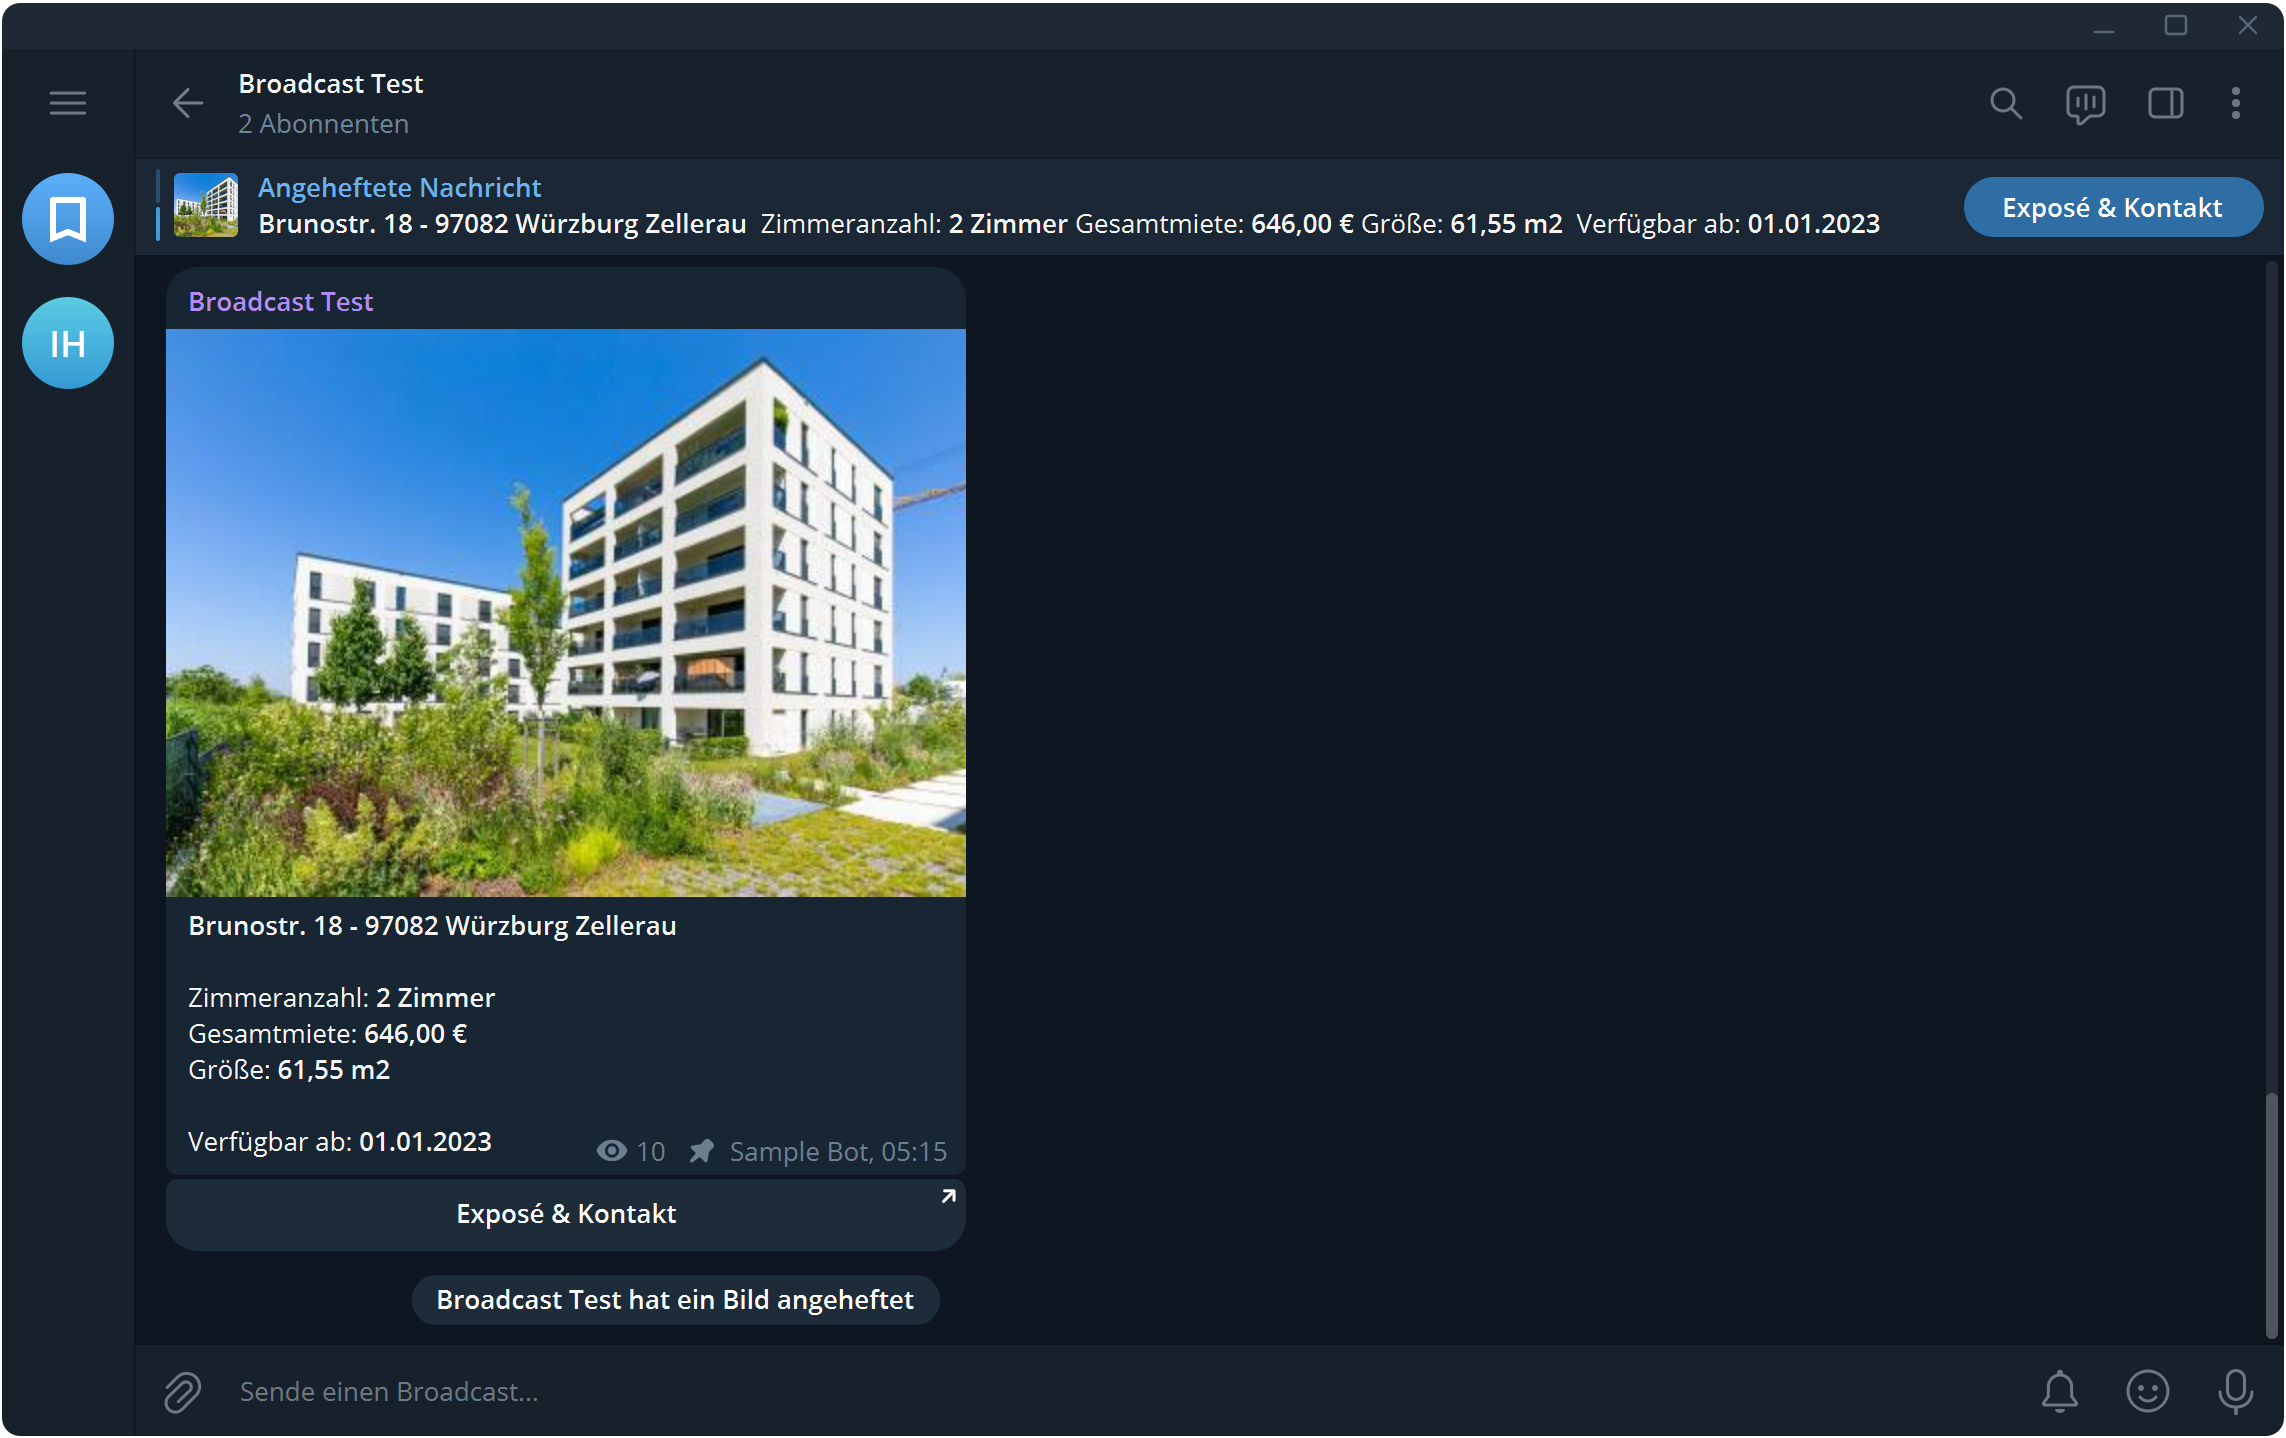 Broadcast Test
2 Abonnenten
Angeheftete Nachricht
Brunostr. 18 - 97082 Würzburg Zellerau  Zimmeranzahl: 2 Zimmer Gesamtmiete: 646,00 € Größe: 61,55 m2  Verfügbar ab: 01.01.2023
Exposé & Kontakt
IH
Broadcast Test
Brunostr. 18 - 97082 Würzburg Zellerau
Zimmeranzahl: 2 Zimmer
Gesamtmiete: 646,00 €
Größe: 61,55 m2
Verfügbar ab: 01.01.2023
10 Sample Bot, 05:15
Exposé & Kontakt
Broadcast Test hat ein Bild angeheftet
Sende einen Broadcast...